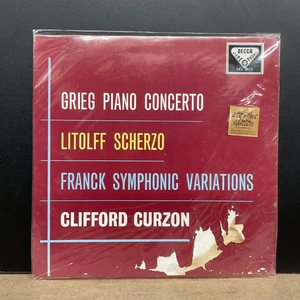 DECCA
GRIEG PIANO CONCERTO
LITOLFF SCHERZO
FRANCK SYMPHONIC VARIATIONS
CLIFFORD CURZON